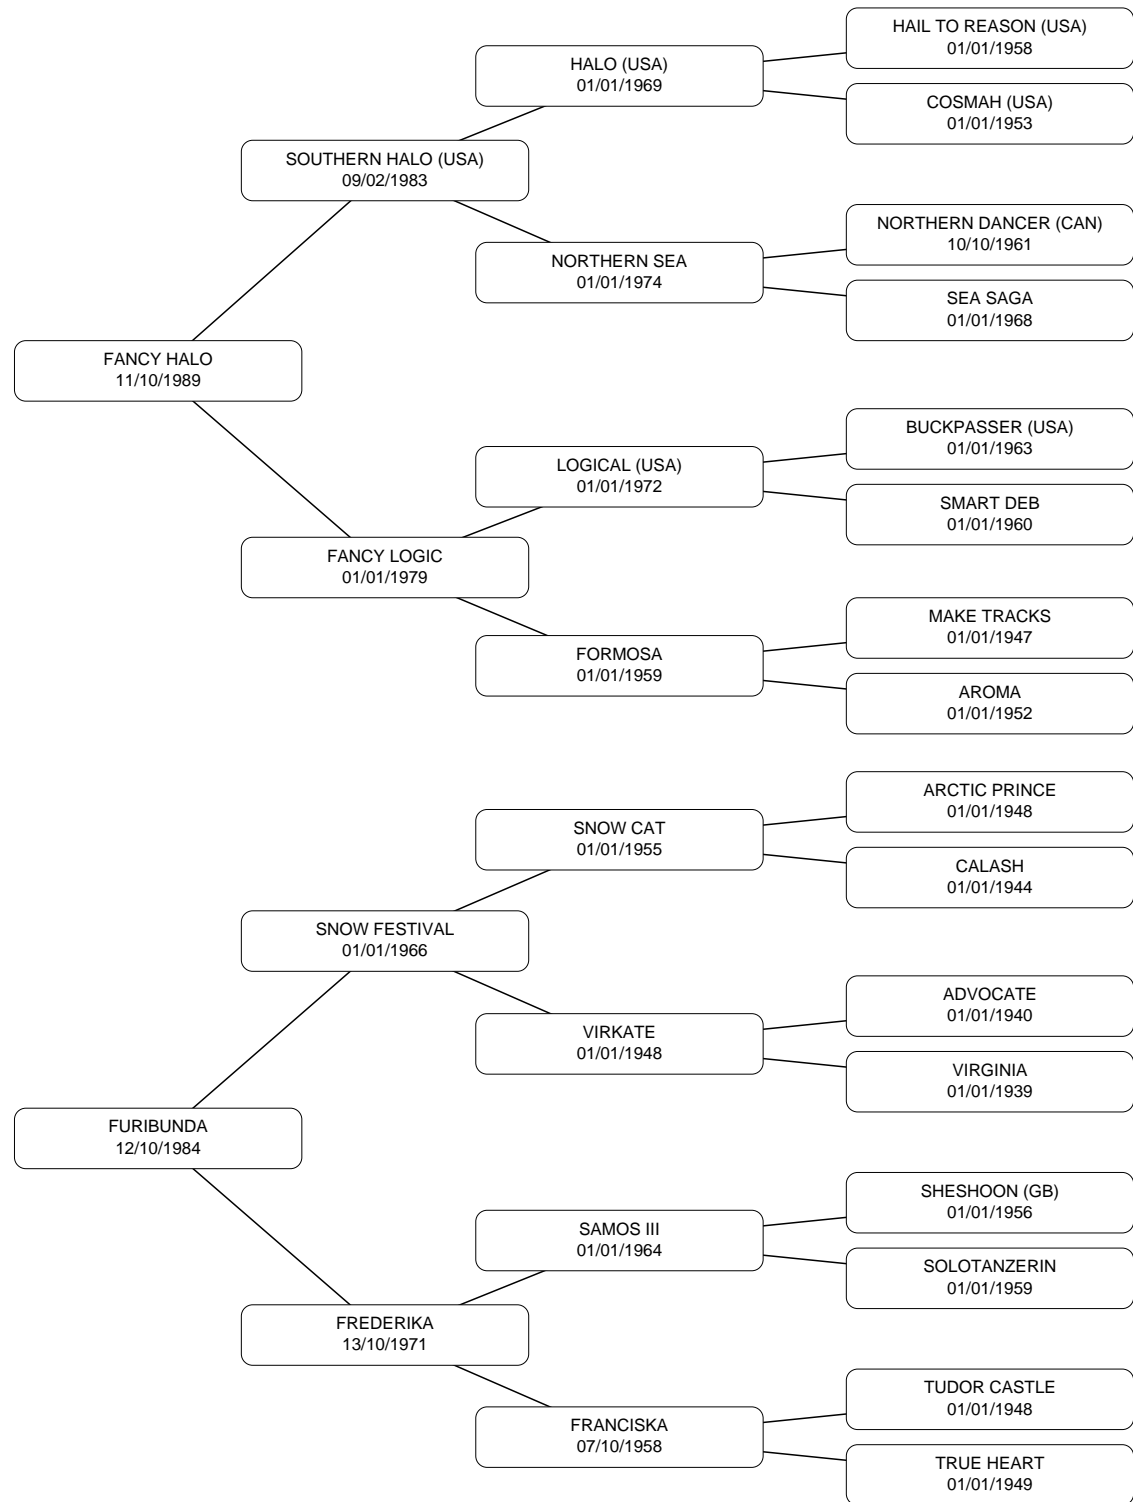 HAIL TO REASON (USA)
01/01/1958
HALO (USA)
01/01/1969
COSMAH (USA)
01/01/1953
SOUTHERN HALO (USA)
09/02/1983
NORTHERN DANCER (CAN)
10/10/1961
NORTHERN SEA
01/01/1974
SEA SAGA
01/01/1968
FANCY HALO
11/10/1989
BUCKPASSER (USA)
01/01/1963
LOGICAL (USA)
01/01/1972
SMART DEB
01/01/1960
FANCY LOGIC
01/01/1979
MAKE TRACKS
01/01/1947
FORMOSA
01/01/1959
AROMA
01/01/1952
ARCTIC PRINCE
01/01/1948
SNOW CAT
01/01/1955
CALASH
01/01/1944
SNOW FESTIVAL
01/01/1966
ADVOCATE
01/01/1940
VIRKATE
01/01/1948
VIRGINIA
01/01/1939
FURIBUNDA
12/10/1984
SHESHOON (GB)
01/01/1956
SAMOS III
01/01/1964
SOLOTANZERIN
01/01/1959
FREDERIKA
13/10/1971
TUDOR CASTLE
01/01/1948
FRANCISKA
07/10/1958
TRUE HEART
01/01/1949